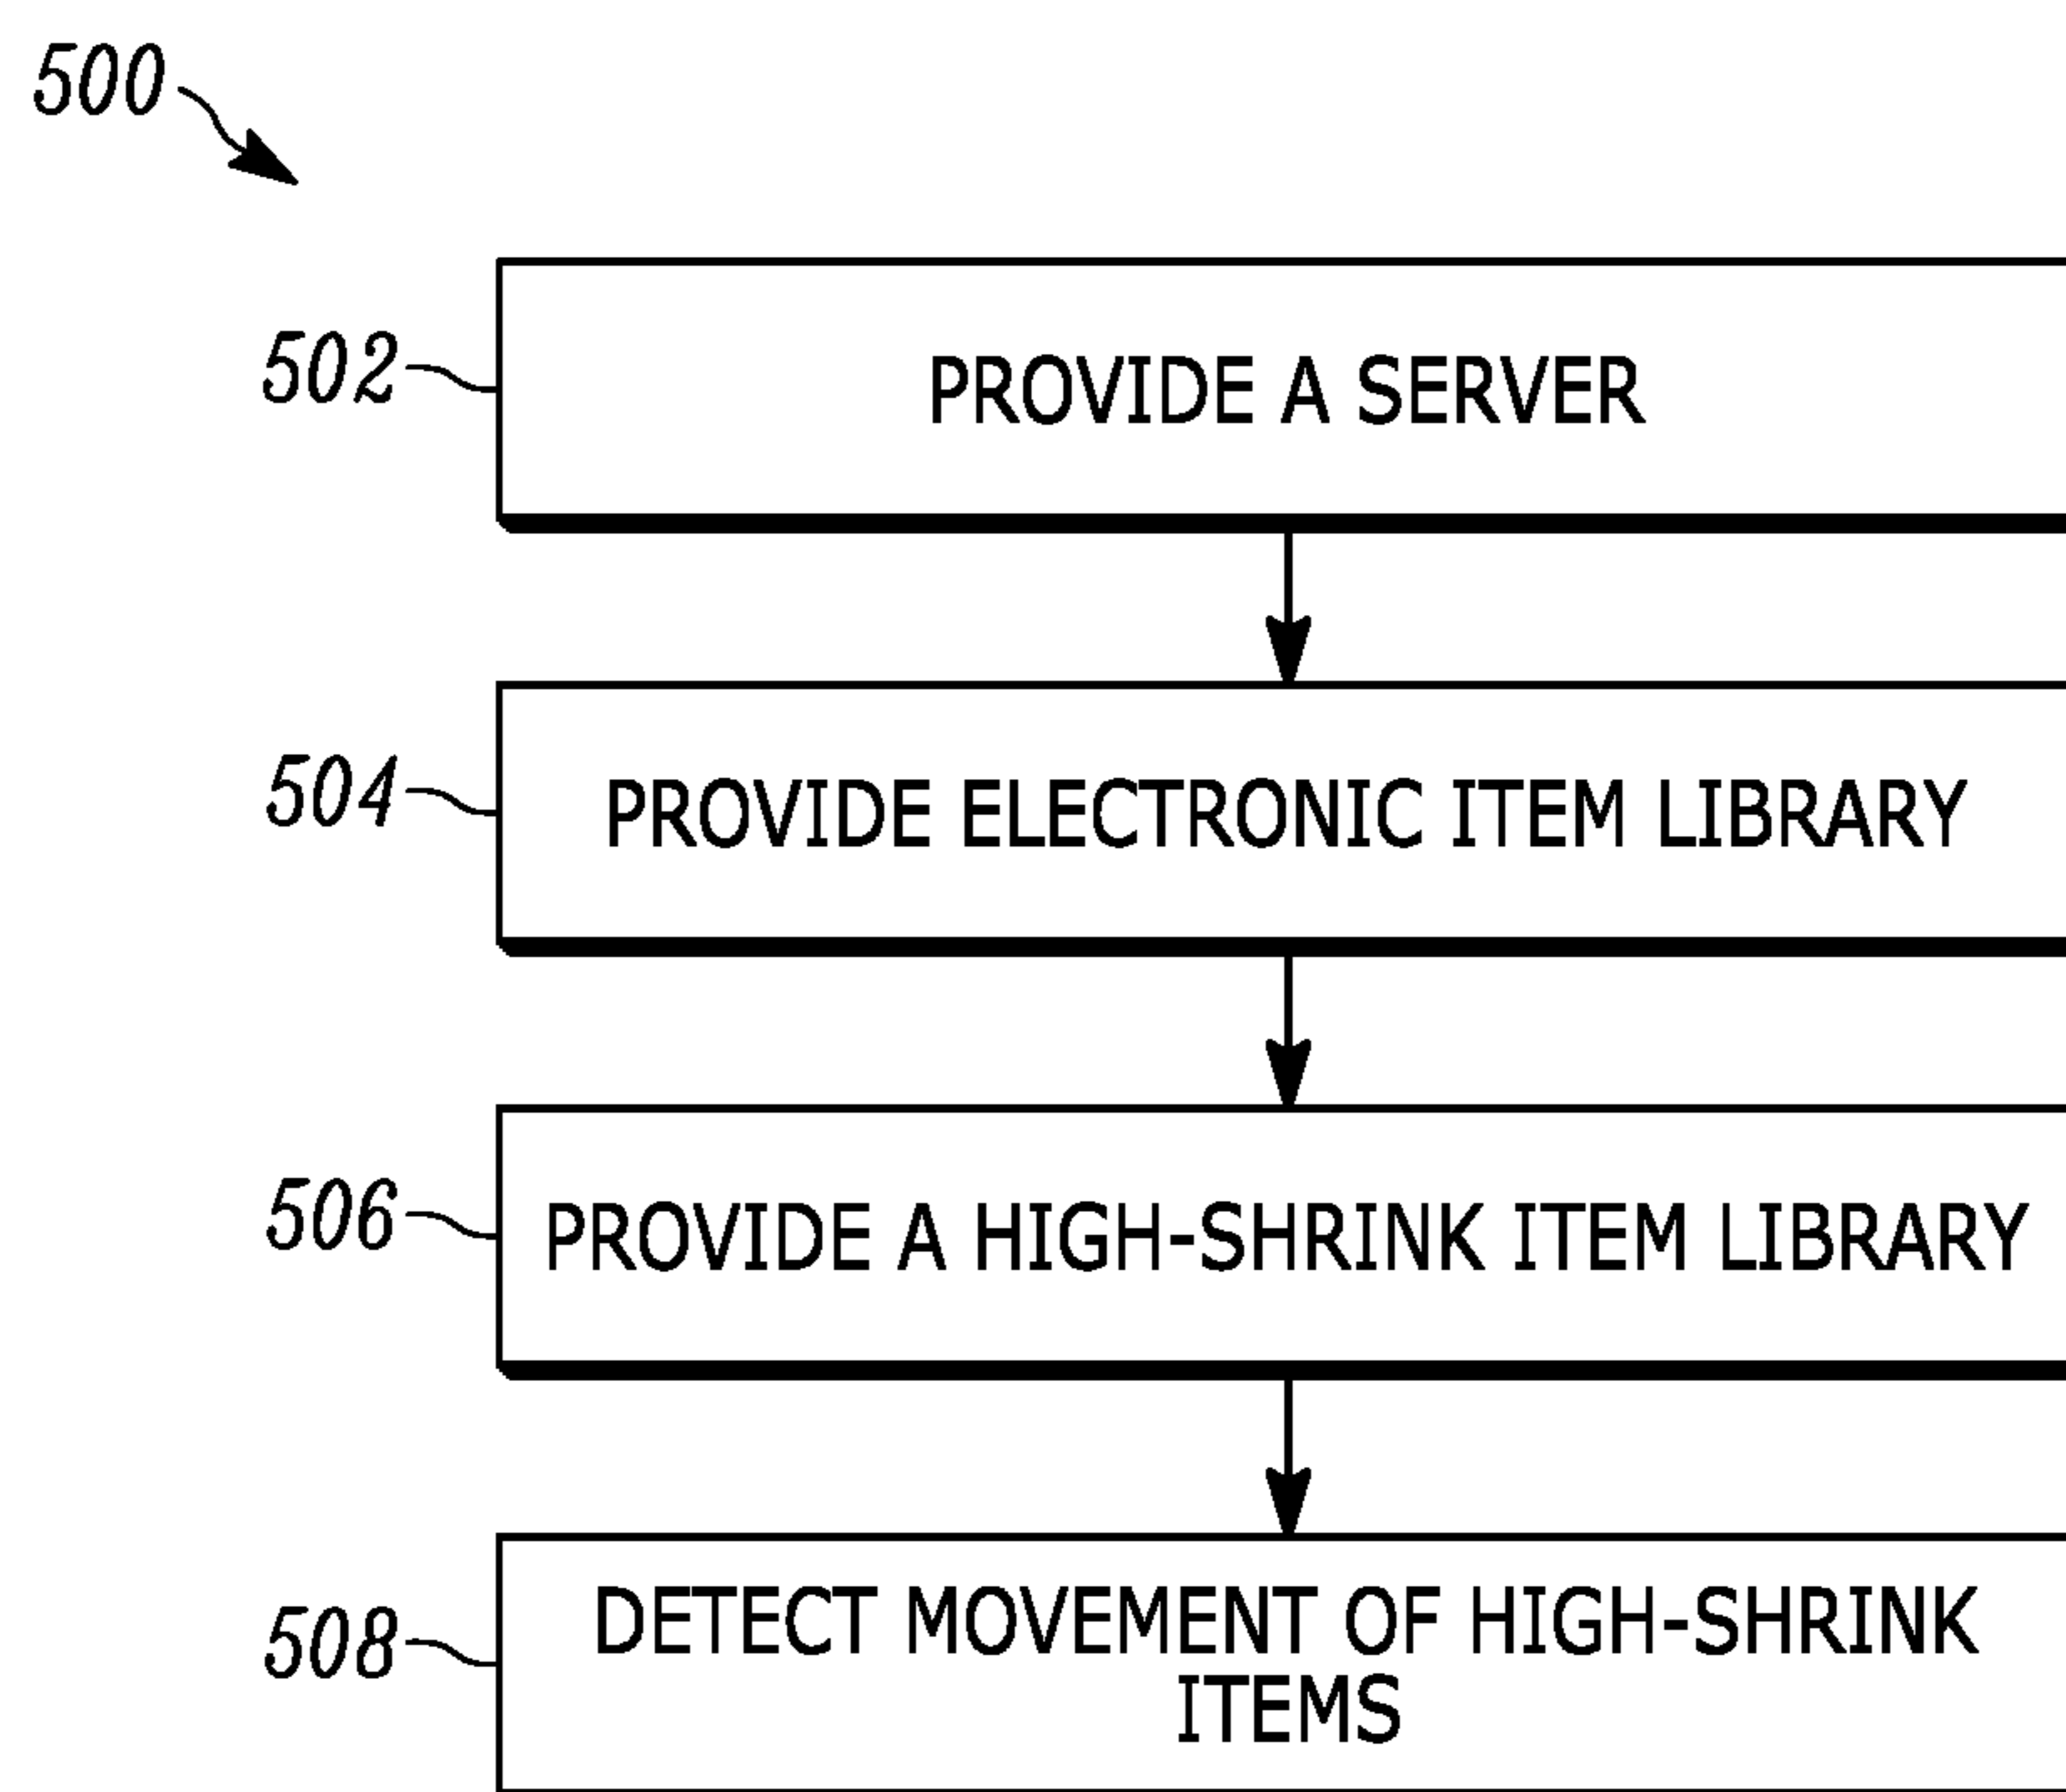 500
502
PROVIDE A SERVER
504
PROVIDE ELECTRONIC ITEM LIBRARY
506
PROVIDE A HIGH-SHRINK ITEM LIBRARY
508
DETECT MOVEMENT OF HIGH-SHRINK
ITEMS